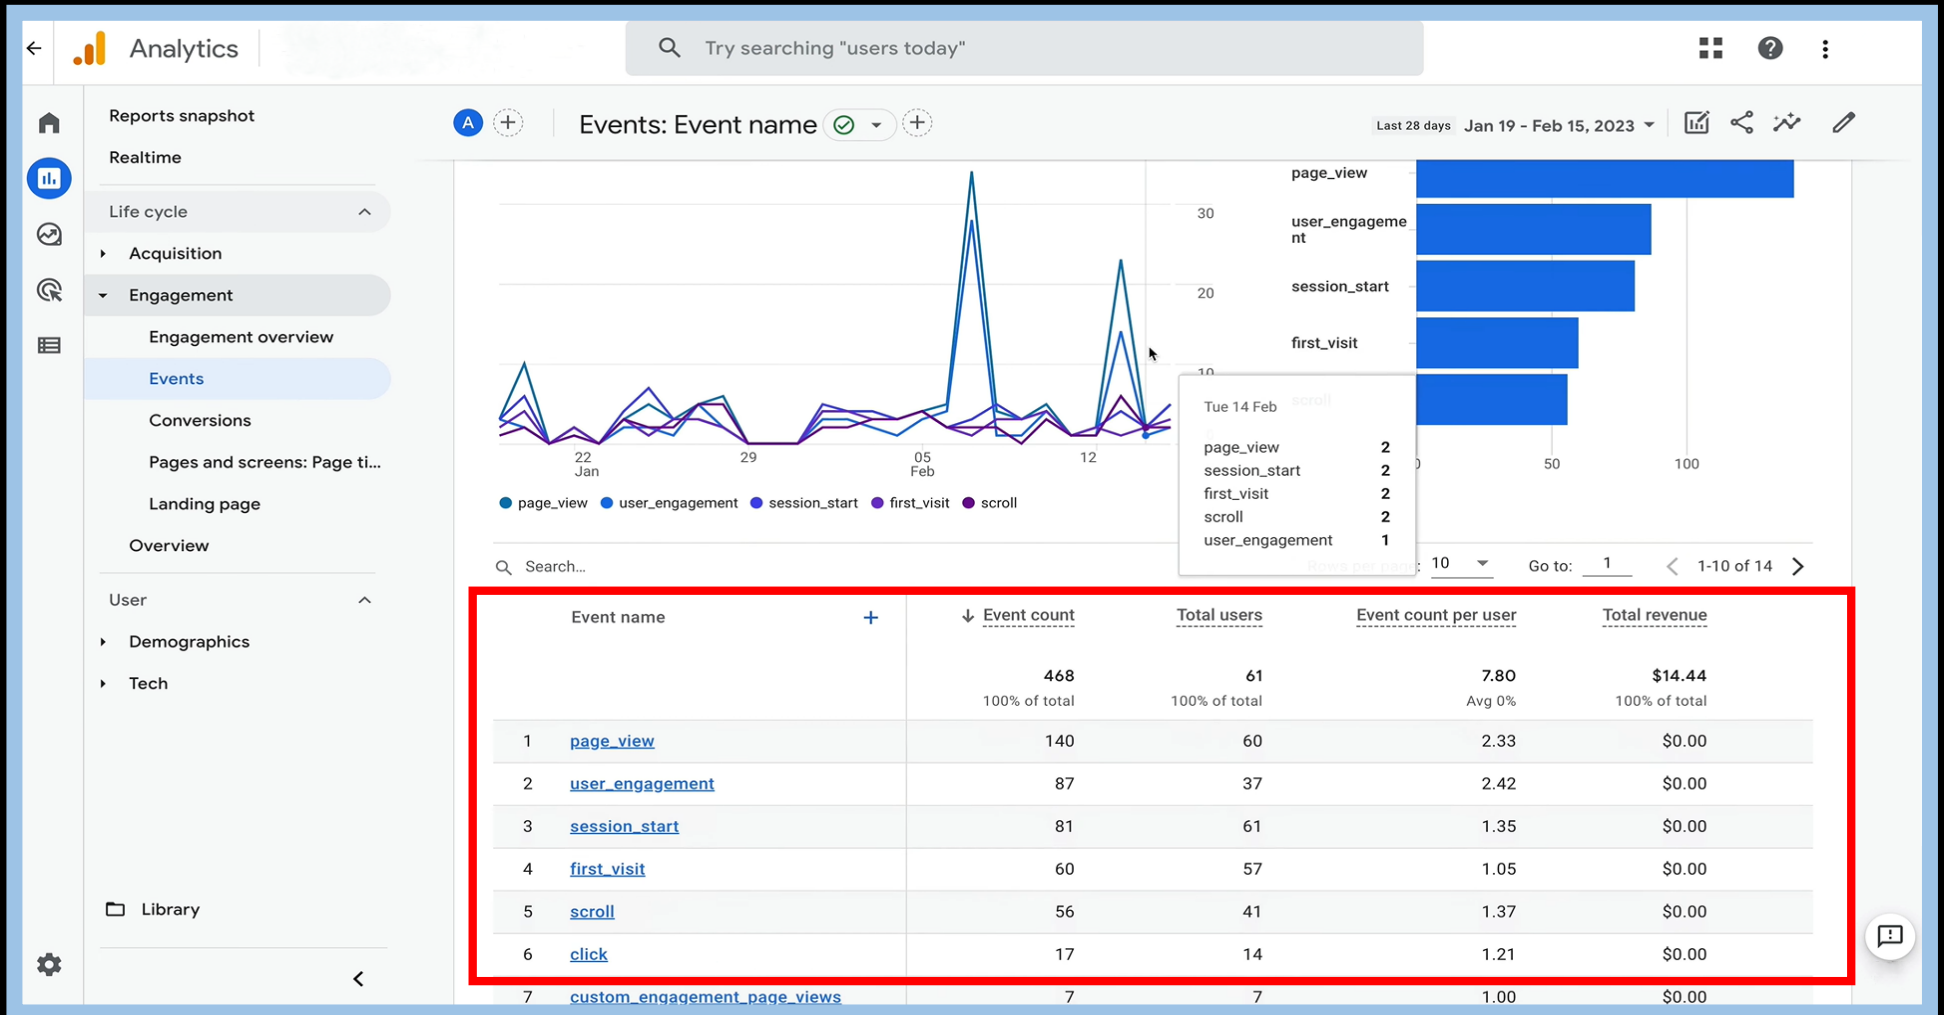 Analytics
Try searching "users today"
Reports snapshot
Realtime
Life cycle
Acquisition
Engagement
Engagement overview
Events
Conversions
Pages and screens: Page ti...
Landing page
Overview
User
Demographics
Tech
Library
A
Events: Event name
Last 28 days Jan 19 - Feb 15, 2023
30
20
10
22
Jan
29
05
Feb
12
page_view user_engagement session_start first_visit scroll
page_view
user_engageme
nt
session_start
first_visit
scroll
0 50 100
Tue 14 Feb
page_view 2
session_start 2
first_visit 2
scroll 2
user_engagement 1
Search...
Rows per page: 10 Go to: 1 1-10 of 14
Event name + Event count Total users Event count per user Total revenue
468 61 7.80 $14.44
100% of total 100% of total Avg 0% 100% of total
1 page_view 140 60 2.33 $0.00
2 user_engagement 87 37 2.42 $0.00
3 session_start 81 61 1.35 $0.00
4 first_visit 60 57 1.05 $0.00
5 scroll 56 41 1.37 $0.00
6 click 17 14 1.21 $0.00
7 custom_engagement_page_views 7 7 1.00 $0.00